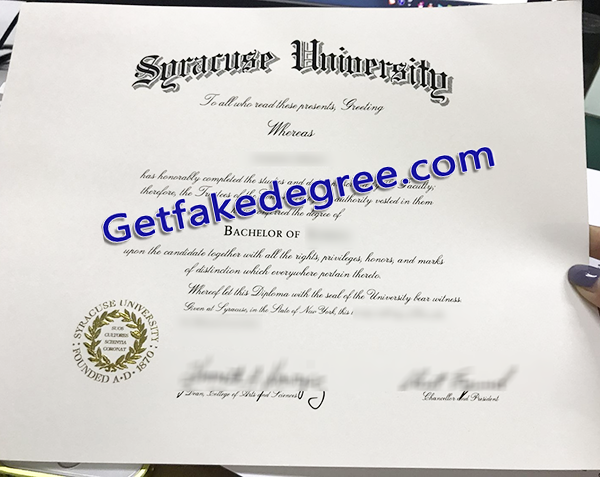 Syracuse University
To all who read these presents, Greeting
Whereas
has honorably completed the studies and Faculty;
therefore, the Trustees of the authority vested in them
conferred the degree of
Getfakedegree.com
BACHELOR OF
upon the candidate together with all the rights, privileges, honors, and marks
of distinction which everywhere pertain thereto.
Whereof let this Diploma with the seal of the University bear witness.
Given at Syracuse, in the State of New York, this
SYRACUSE UNIVERSITY
FOUNDED A·D· 1870
SUOS
CULTORES
SCIENTIA
CORONAT
Dean, College of Arts and Sciences
Chancellor and President